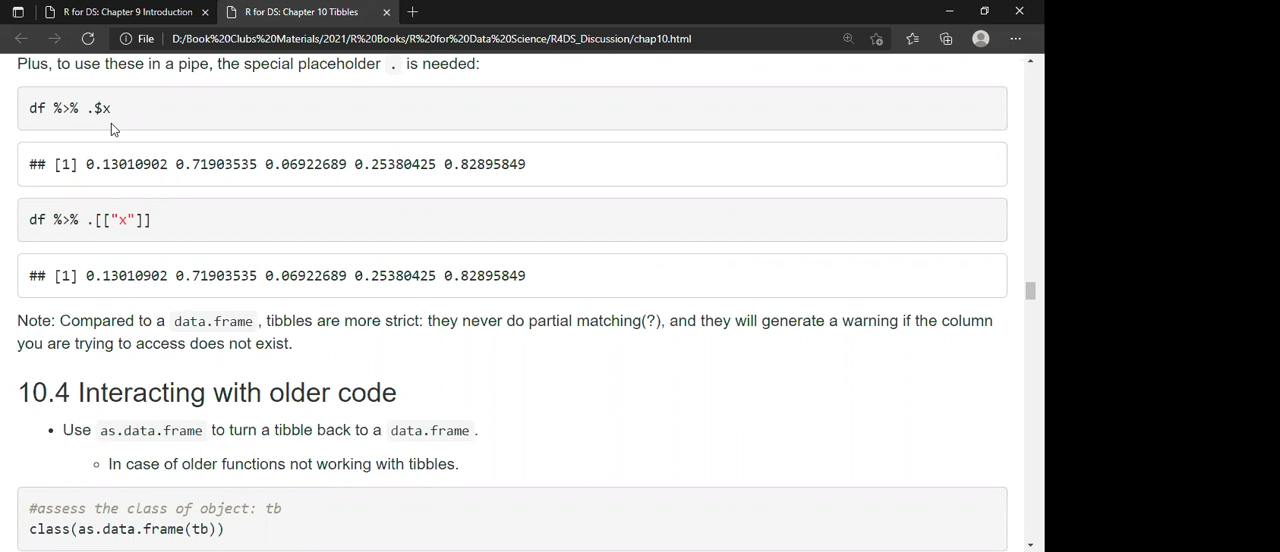 R for DS: Chapter 9 Introduction
R for DS: Chapter 10 Tibbles
File
D:/Book%20Clubs%20Materials/2021/R%20Books/R%20for%20Data%20Science/R4DS_Discussion/chap10.html
Plus, to use these in a pipe, the special placeholder . is needed:
df %>% .$x
## [1] 0.13010902 0.71903535 0.06922689 0.25380425 0.82895849
df %>% .[["x"]]
## [1] 0.13010902 0.71903535 0.06922689 0.25380425 0.82895849
Note: Compared to a data.frame , tibbles are more strict: they never do partial matching(?), and they will generate a warning if the column
you are trying to access does not exist.
10.4 Interacting with older code
• Use as.data.frame to turn a tibble back to a data.frame .
◦ In case of older functions not working with tibbles.
#assess the class of object: tb
class(as.data.frame(tb))